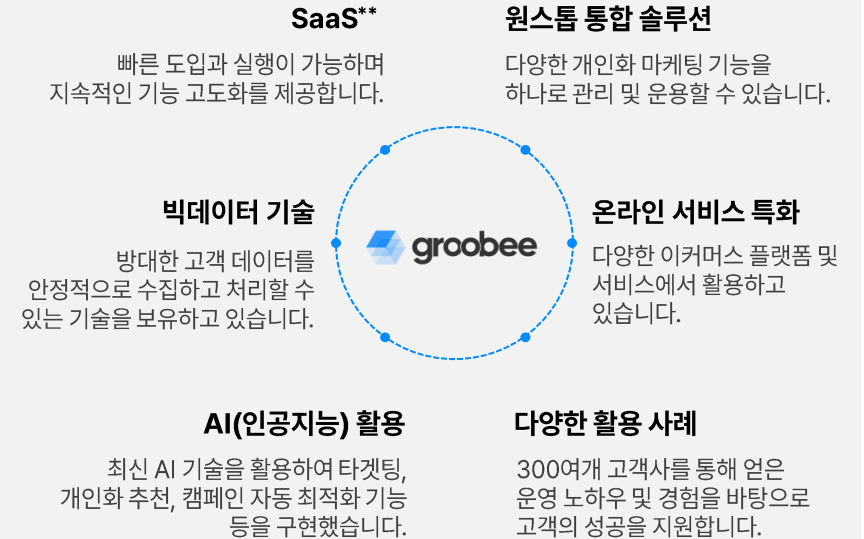 SaaS**
빠른 도입과 실행이 가능하며
지속적인 기능 고도화를 제공합니다.
원스톱 통합 솔루션
다양한 개인화 마케팅 기능을
하나로 관리 및 운용할 수 있습니다.
빅데이터 기술
방대한 고객 데이터를
안정적으로 수집하고 처리할 수
있는 기술을 보유하고 있습니다.
groobee
온라인 서비스 특화
다양한 이커머스 플랫폼 및
서비스에서 활용하고
있습니다.
AI(인공지능) 활용
최신 AI 기술을 활용하여 타겟팅,
개인화 추천, 캠페인 자동 최적화 기능
등을 구현했습니다.
다양한 활용 사례
300여개 고객사를 통해 얻은
운영 노하우 및 경험을 바탕으로
고객의 성공을 지원합니다.